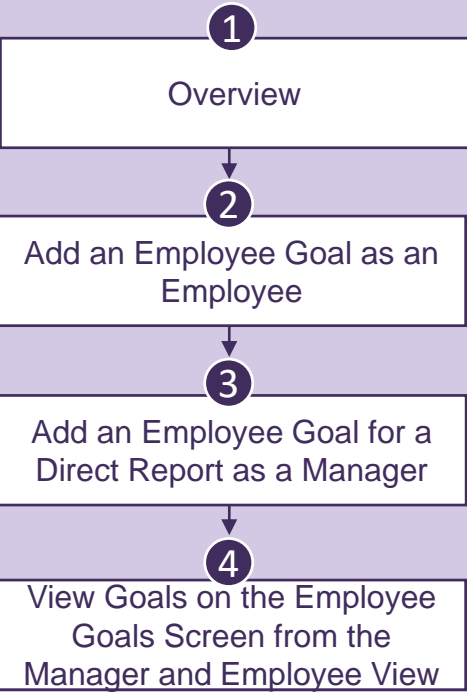 1
Overview
2
Add an Employee Goal as an
Employee
3
Add an Employee Goal for a
Direct Report as a Manager
4
View Goals on the Employee
Goals Screen from the
Manager and Employee View